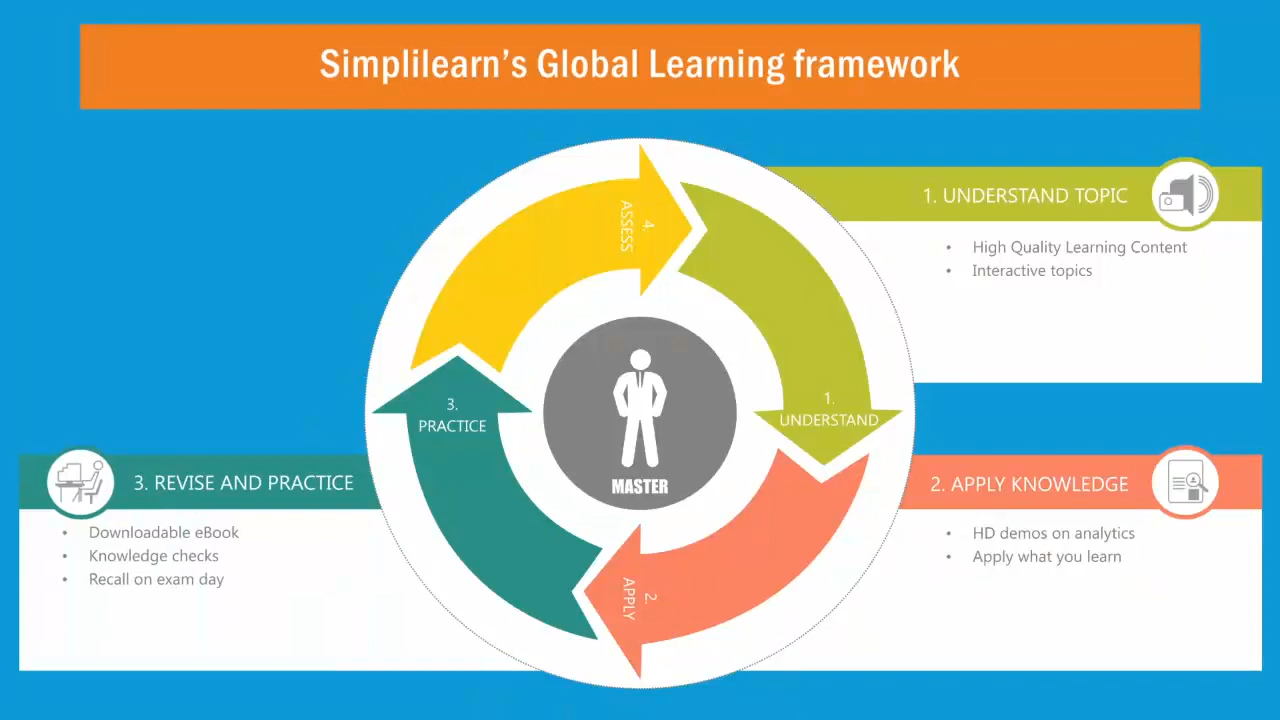 Simplilearn's Global Learning framework
1. UNDERSTAND TOPIC
• High Quality Learning Content
• Interactive topics
4.
ASSESS
1.
UNDERSTAND
3.
PRACTICE
MASTER
2.
APPLY
2. APPLY KNOWLEDGE
• HD demos on analytics
• Apply what you learn
3. REVISE AND PRACTICE
• Downloadable eBook
• Knowledge checks
• Recall on exam day